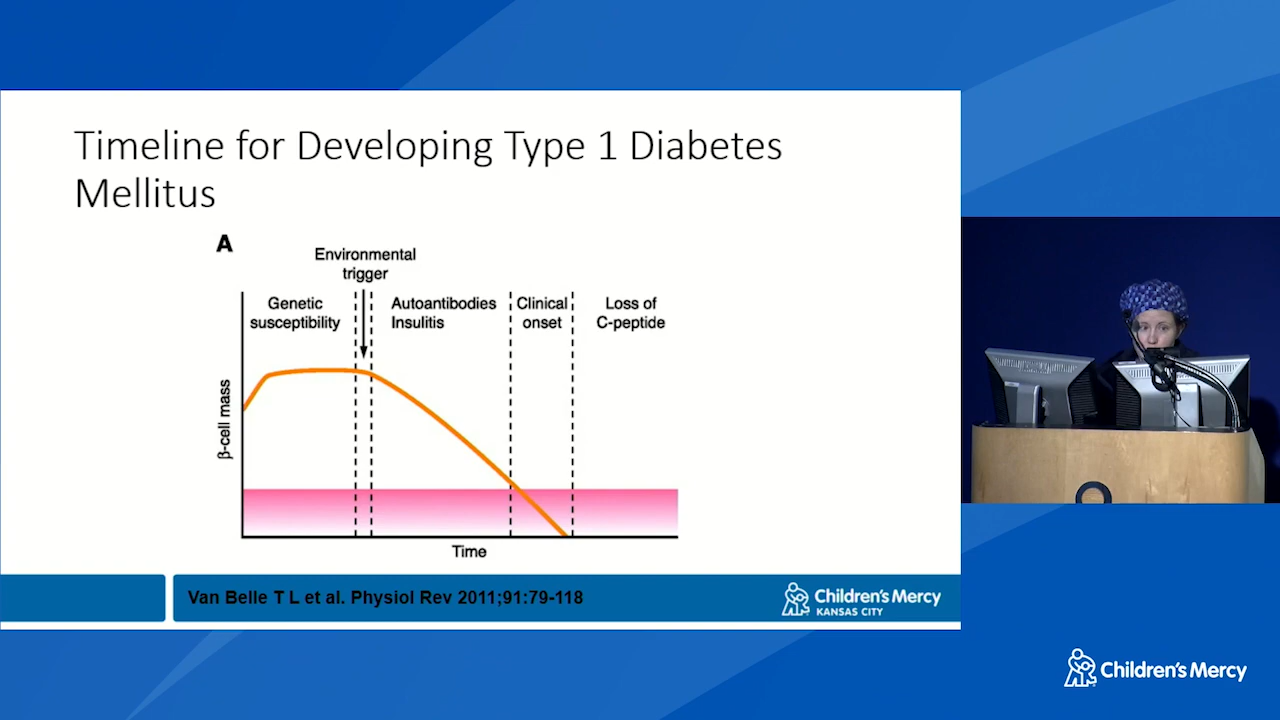 Timeline for Developing Type 1 Diabetes
Mellitus
A
Environmental
trigger
Genetic
susceptibility
Autoantibodies
Insulitis
Clinical
onset
Loss of
C-peptide
β-cell mass
Time
Van Belle T L et al. Physiol Rev 2011;91:79-118
Children's Mercy
KANSAS CITY
Children's Mercy